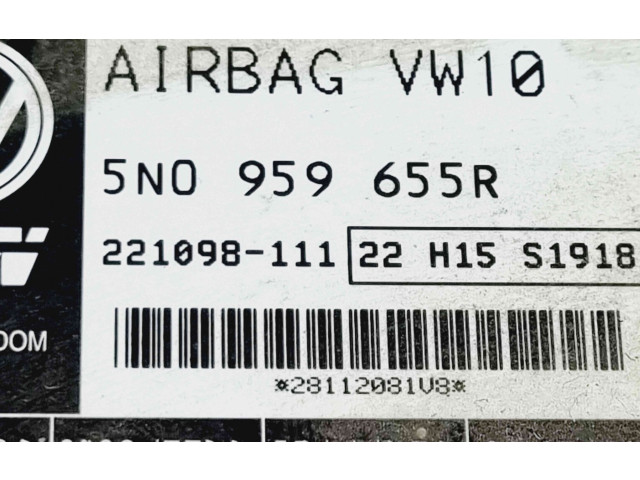 AIRBAG VW10
5N0 959 655R
221098-111 22 H15 S1918
DOM
*28112081V8*